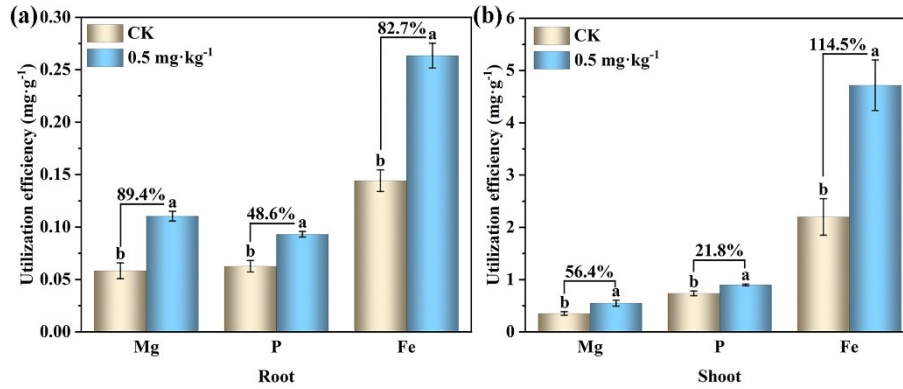 (a)
0.30
0.25
0.20
0.15
0.10
0.05
0.00
Utilization efficiency (mg·g⁻¹)
CK
0.5 mg·kg⁻¹
89.4%
b
a
48.6%
b
a
82.7%
b
a
Mg
P
Fe
Root
(b)
6
5
4
3
2
1
0
Utilization efficiency (mg·g⁻¹)
CK
0.5 mg·kg⁻¹
56.4%
b
a
21.8%
b
a
114.5%
b
a
Mg
P
Fe
Shoot